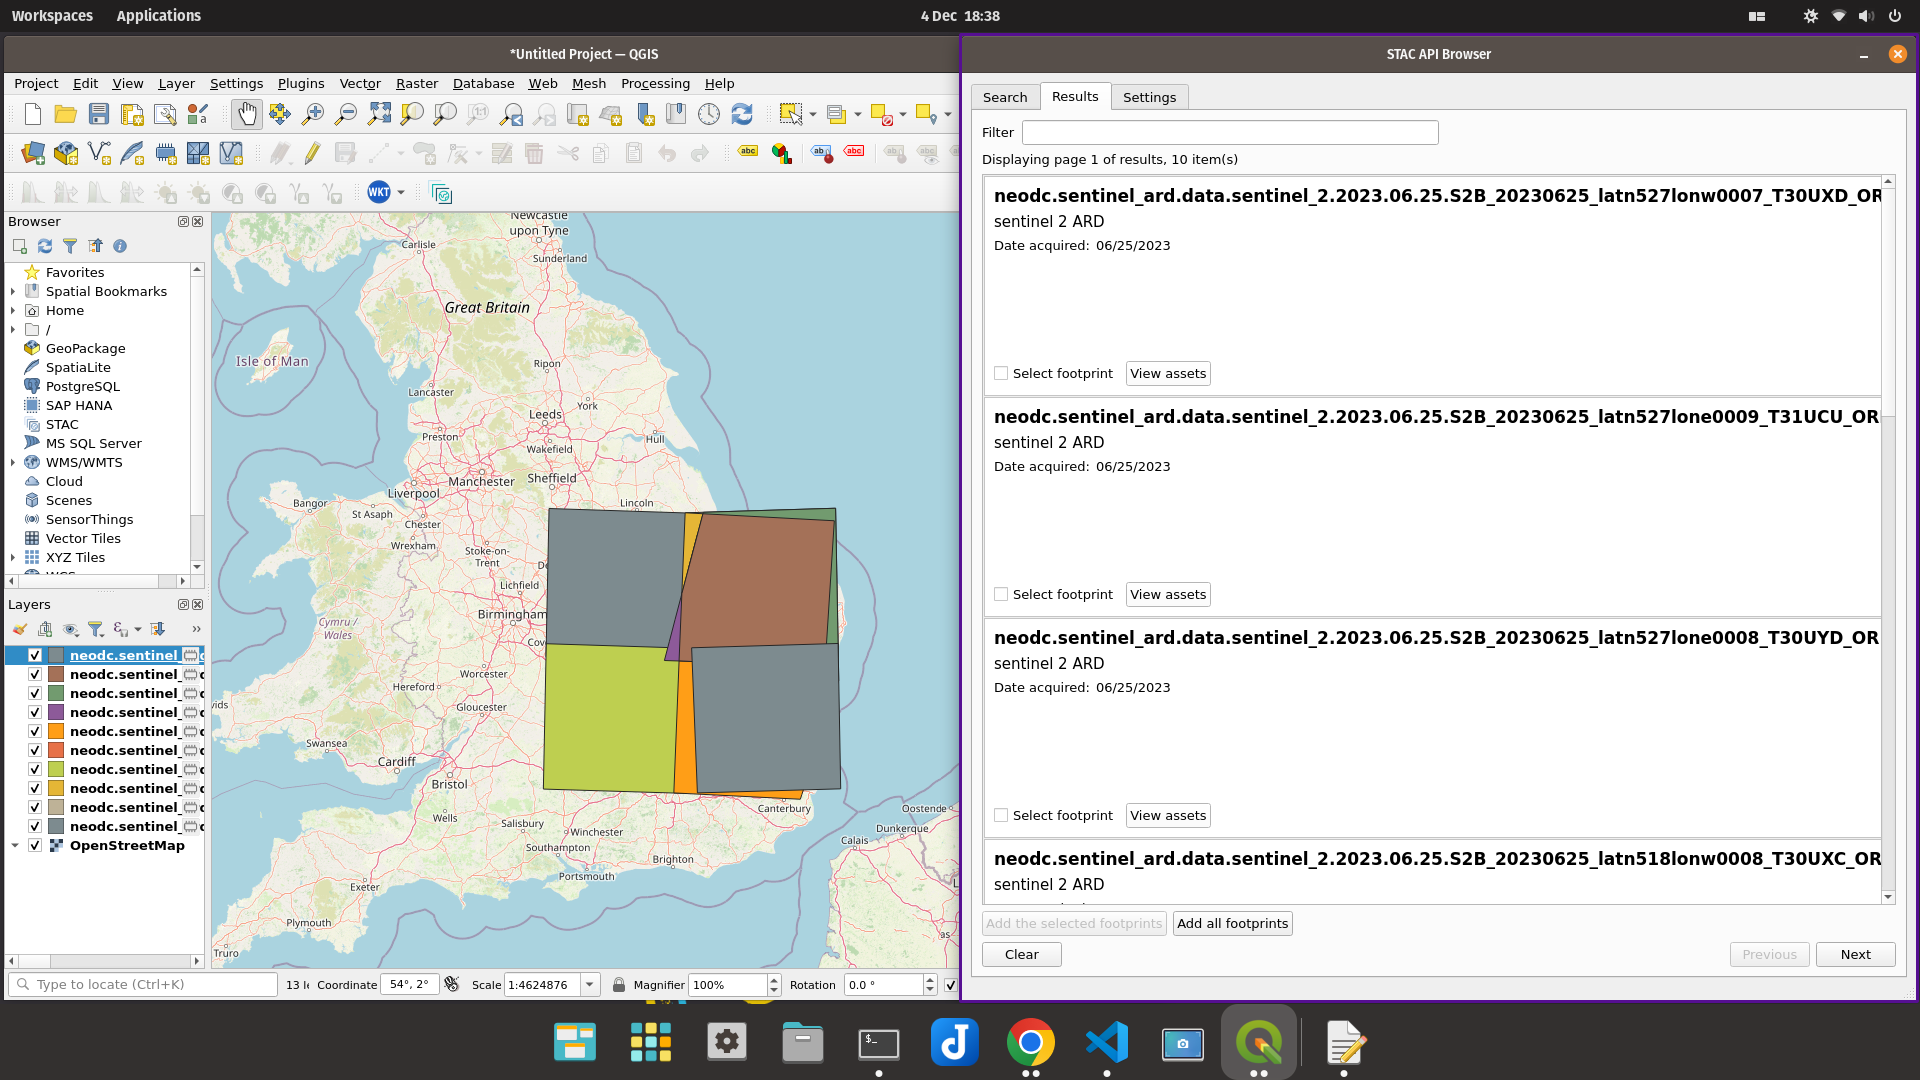 Workspaces Applications 4 Dec 18:38
*Untitled Project — QGIS
Project Edit View Layer Settings Plugins Vector Raster Database Web Mesh Processing Help
WKT
Browser
Favorites
Spatial Bookmarks
Home
/
GeoPackage
SpatiaLite
PostgreSQL
SAP HANA
STAC
MS SQL Server
WMS/WMTS
Cloud
Scenes
SensorThings
Vector Tiles
XYZ Tiles
Layers
neodc.sentinel_
neodc.sentinel_
neodc.sentinel_
neodc.sentinel_
neodc.sentinel_
neodc.sentinel_
neodc.sentinel_
neodc.sentinel_
neodc.sentinel_
neodc.sentinel_
OpenStreetMap
Newcastle
upon Tyne
Carlisle
Sunderland
Great Britain
Isle of Man
Ripon
Lancaster
York
Leeds
Preston
Hull
Wakefield
Manchester
Sheffield
Liverpool
Bangor
Lincoln
St Asaph
Chester
Wrexham
Stoke-on-
Trent
Lichfield
Birmingham
Cymru /
Wales
Worcester
Hereford
Gloucester
Swansea
Cardiff
Bristol
Canterbury
Oostende
Wells
Salisbury
Winchester
Dunkerque
Calais
Southampton
Brighton
Portsmouth
Exeter
Plymouth
Truro
Type to locate (Ctrl+K) Coordinate 54°, 2° Scale 1:4624876 Magnifier 100% Rotation 0.0 °
STAC API Browser
Search Results Settings
Filter
Displaying page 1 of results, 10 item(s)
neodc.sentinel_ard.data.sentinel_2.2023.06.25.S2B_20230625_latn527lonw0007_T30UXD_OR
sentinel 2 ARD
Date acquired: 06/25/2023
Select footprint View assets
neodc.sentinel_ard.data.sentinel_2.2023.06.25.S2B_20230625_latn527lone0009_T31UCU_OR
sentinel 2 ARD
Date acquired: 06/25/2023
Select footprint View assets
neodc.sentinel_ard.data.sentinel_2.2023.06.25.S2B_20230625_latn527lone0008_T30UYD_OR
sentinel 2 ARD
Date acquired: 06/25/2023
Select footprint View assets
neodc.sentinel_ard.data.sentinel_2.2023.06.25.S2B_20230625_latn518lonw0008_T30UXC_OR
sentinel 2 ARD
Add the selected footprints Add all footprints
Clear Previous Next